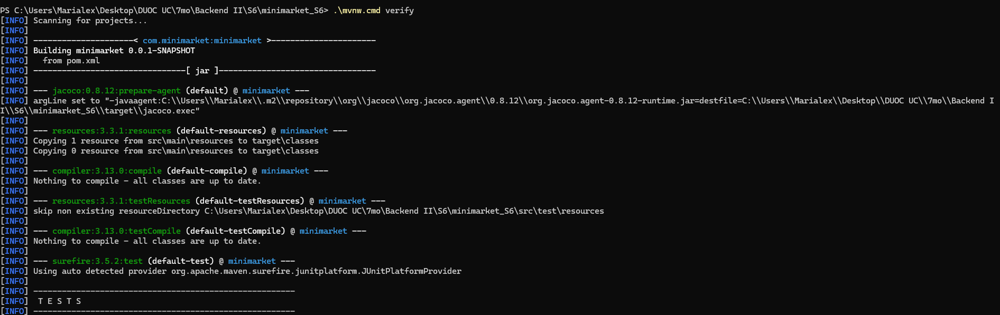 PS C:\Users\Marialex\Desktop\DUOC UC\7mo\Backend II\S6\minimarket_S6> .\mvnw.cmd verify
[INFO] Scanning for projects...
[INFO]
[INFO] ----------------------< com.minimarket:minimarket >----------------------
[INFO] Building minimarket 0.0.1-SNAPSHOT
[INFO]   from pom.xml
[INFO] --------------------------------[ jar ]---------------------------------
[INFO]
[INFO] --- jacoco:0.8.12:prepare-agent (default) @ minimarket ---
[INFO] argLine set to "-javaagent:C:\\Users\\Marialex\\.m2\\repository\\org\\jacoco\\org.jacoco.agent\\0.8.12\\org.jacoco.agent-0.8.12-runtime.jar=destfile=C:\\Users\\Marialex\\Desktop\\DUOC UC\\7mo\\Backend I
I\\S6\\minimarket_S6\\target\\jacoco.exec"
[INFO]
[INFO] --- resources:3.3.1:resources (default-resources) @ minimarket ---
[INFO] Copying 1 resource from src\main\resources to target\classes
[INFO] Copying 0 resource from src\main\resources to target\classes
[INFO]
[INFO] --- compiler:3.13.0:compile (default-compile) @ minimarket ---
[INFO] Nothing to compile - all classes are up to date.
[INFO]
[INFO] --- resources:3.3.1:testResources (default-testResources) @ minimarket ---
[INFO] skip non existing resourceDirectory C:\Users\Marialex\Desktop\DUOC UC\7mo\Backend II\S6\minimarket_S6\src\test\resources
[INFO]
[INFO] --- compiler:3.13.0:testCompile (default-testCompile) @ minimarket ---
[INFO] Nothing to compile - all classes are up to date.
[INFO]
[INFO] --- surefire:3.5.2:test (default-test) @ minimarket ---
[INFO] Using auto detected provider org.apache.maven.surefire.junitplatform.JUnitPlatformProvider
[INFO]
[INFO] -------------------------------------------------------
[INFO]  T E S T S
[INFO] -------------------------------------------------------